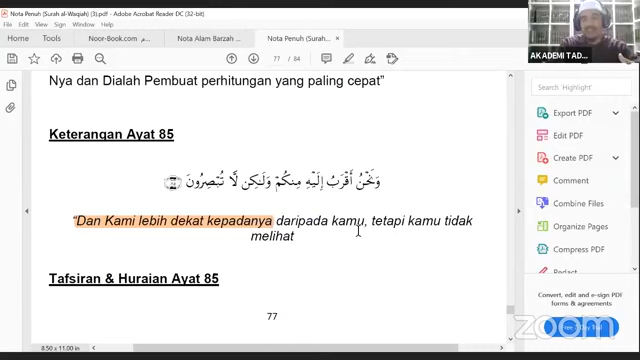 Nota Penuh (Surah al-Waqiah) (3).pdf - Adobe Acrobat Reader DC (32-bit)
File Edit View Sign Window Help
Home Tools Noor-Book.com م... Nota Alam Barzah Nota Penuh (Surah... ×
77 / 84
AKADEMI TAD...
Nya dan Dialah Pembuat perhitungan yang paling cepat”
Keterangan Ayat 85
وَنَحْنُ أَقْرَبُ إِلَيْهِ مِنكُمْ وَلَٰكِن لَّا تُبْصِرُونَ
“Dan Kami lebih dekat kepadanya daripada kamu, tetapi kamu tidak
melihat
Tafsiran & Huraian Ayat 85
77
8.50 x 11.00 in
Search 'Highlight'
Export PDF
Edit PDF
Create PDF
Comment
Combine Files
Organize Pages
Compress PDF
Redact
Convert, edit and e-sign PDF
forms & agreements
Free 7-Day Trial
zoom